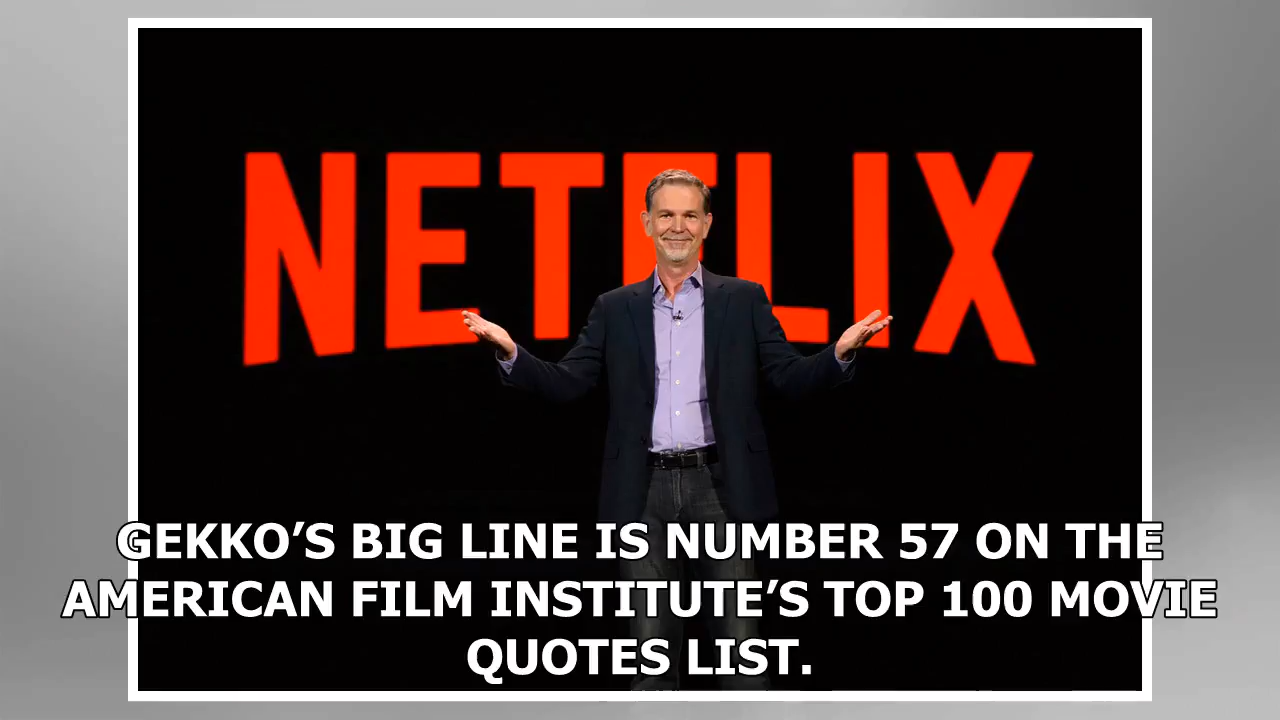 NETFLIX
GEKKO’S BIG LINE IS NUMBER 57 ON THE
AMERICAN FILM INSTITUTE’S TOP 100 MOVIE
QUOTES LIST.